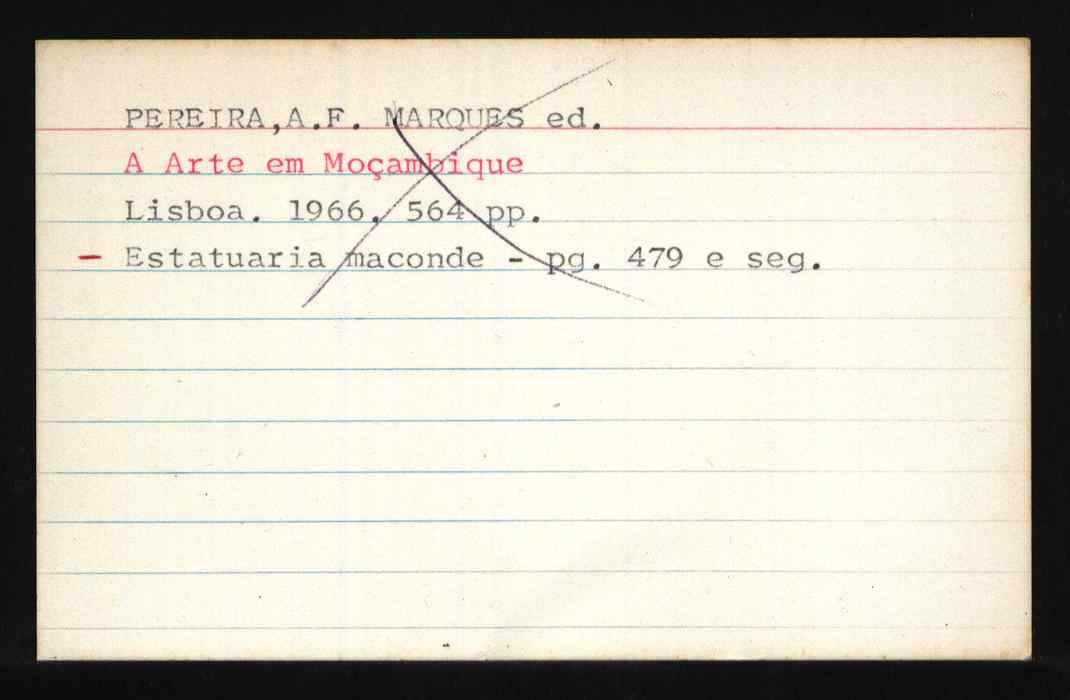 PEREIRA,A.F. MARQUES ed.
A Arte em Moçambique
Lisboa. 1966. 564 pp.
- Estatuaria maconde - pg. 479 e seg.